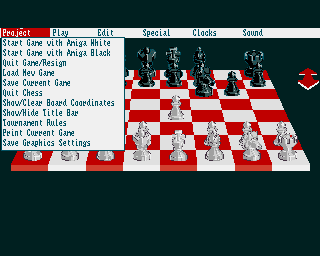 Project Play Edit Special Clocks Sound
Start Game with Amiga White
Start Game with Amiga Black
Quit Game/Resign
Load New Game
Save Current Game
Quit Chess
Show/Clear Board Coordinates
Show/Hide Title Bar
Tournament Rules
Print Current Game
Save Graphics Settings